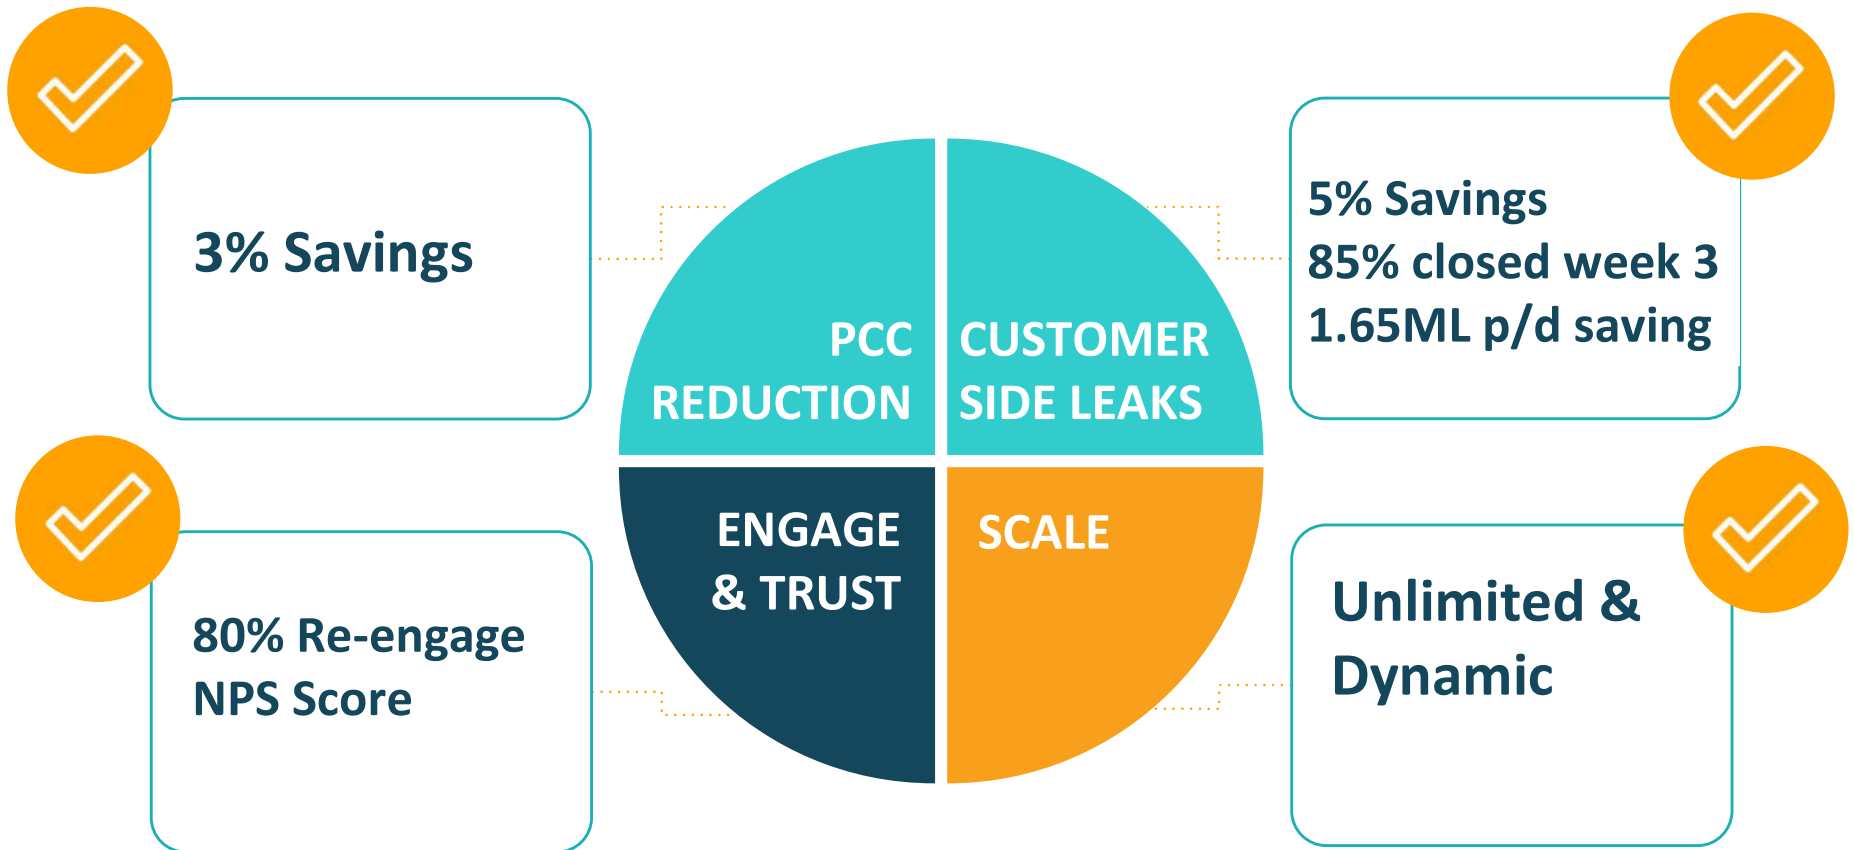 3% Savings
PCC
REDUCTION
CUSTOMER
SIDE LEAKS
5% Savings
85% closed week 3
1.65ML p/d saving
80% Re-engage
NPS Score
ENGAGE
& TRUST
SCALE
Unlimited &
Dynamic